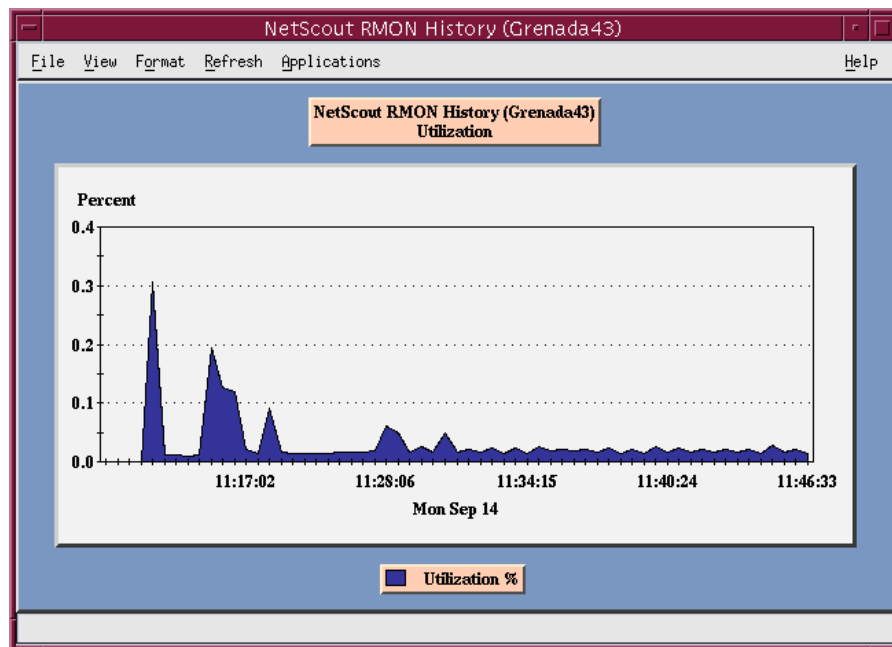 NetScout RMON History (Grenada43)
File View Format Refresh Applications Help
NetScout RMON History (Grenada43)
Utilization
Percent
0.4
0.3
0.2
0.1
0.0
11:17:02 11:28:06 11:34:15 11:40:24 11:46:33
Mon Sep 14
Utilization %